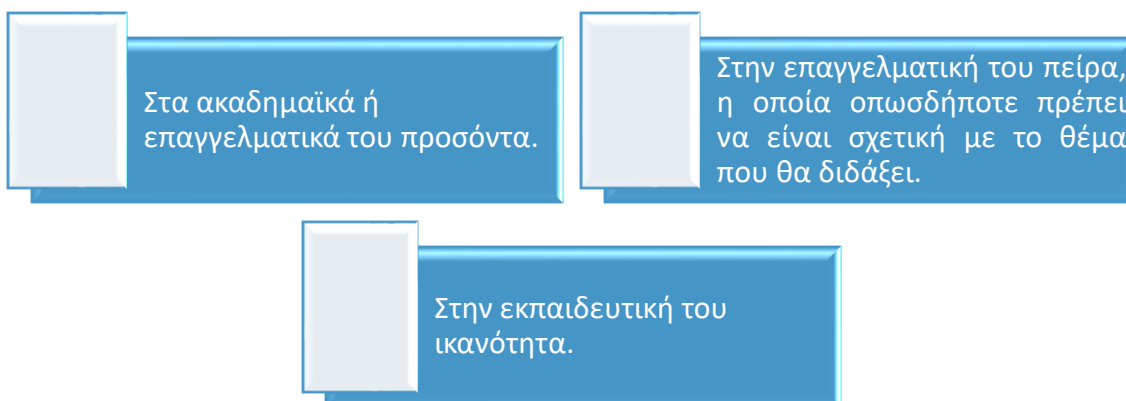 Στα ακαδημαϊκά ή
επαγγελματικά του προσόντα.
Στην επαγγελματική του πείρα,
η οποία οπωσδήποτε πρέπει
να είναι σχετική με το θέμα
που θα διδάξει.
Στην εκπαιδευτική του
ικανότητα.